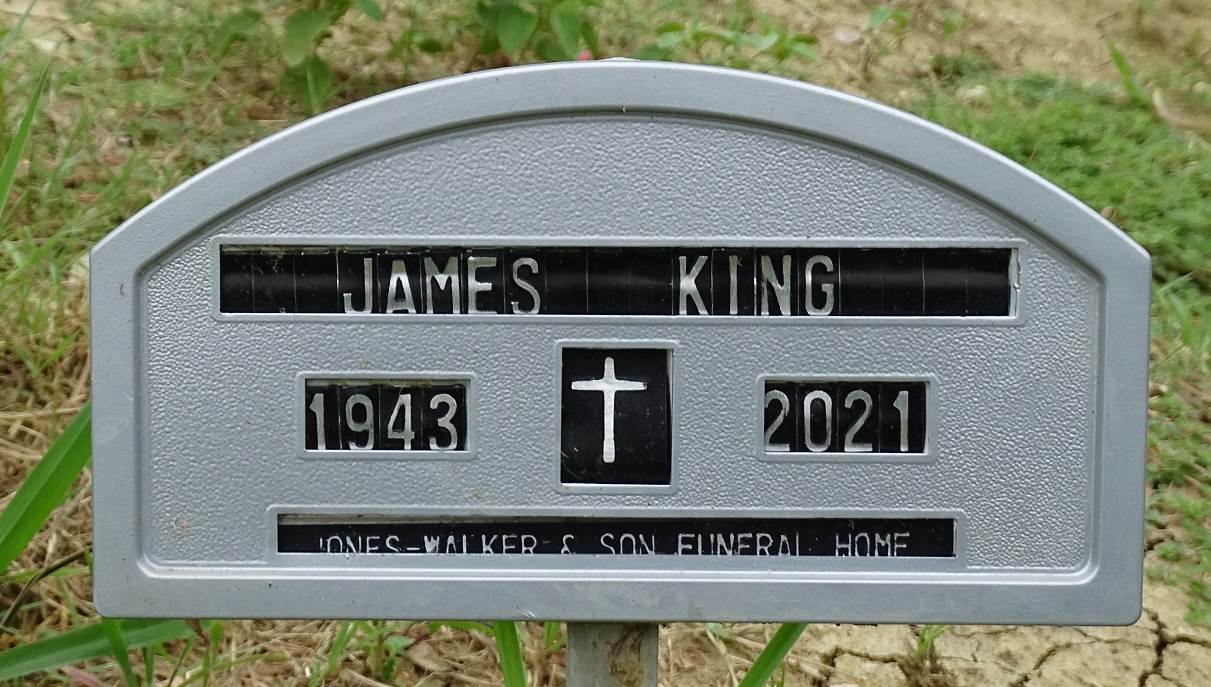 JAMES KING
1943 2021
JONES-WALKER & SON FUNERAL HOME